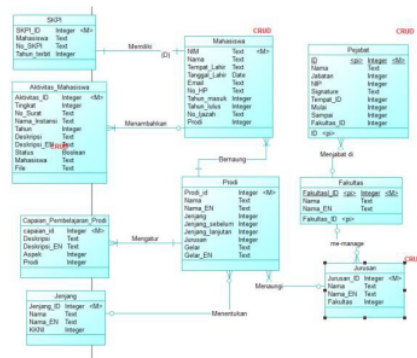 SKPI
SKPI_ID Integer <M>
Mahasiswa Text
No_SKPI Text
Tahun_terbit Integer
Memiliki
(D)
CRUD
Mahasiswa
NIM Text <M>
Nama Text
Tempat_Lahir Text
Tanggal_Lahir Date
Email Text
No_HP Text
Tahun_masuk Integer
Tahun_lulus Integer
No_Ijazah Text
Prodi Integer
CRUD
Pejabat
ID <pi> Integer <M>
Nama Text
Jabatan Integer
NIP Integer
Signature Text
Tempat_ID Integer
Mulai Integer
Sampai Integer
Fakultas_ID Integer
ID <pi>
Aktivitas_Mahasiswa
Aktivitas_ID Integer <M>
Tingkat Integer
No_Surat Text
Nama_Instansi Text
Tahun Integer
Deskripsi Text
Deskripsi_EN Text
CRUD
Status Boolean
Mahasiswa Text
File Text
Menambahkan
Bernaung
Menjabat di
Prodi
Prodi_id Integer <M>
Nama Text
Nama_EN Text
Jenjang Integer
Jenjang_sebelum Integer
Jenjang_lanjutan Integer
Jurusan Integer
Gelar Text
Gelar_EN Text
CRU
Fakultas
FakultasI_ID <pi> Integer <M>
Nama Text
Nama_EN Text
Fakultas_ID <pi>
Capaian_Pembelajaran_Prodi
capaian_id Integer <M>
Deskripsi Text
Deskripsi_EN Text
Aspek Integer
Prodi Integer
Mengatur
me-manage
CRU
Jurusan
Jurusan_ID Integer <M>
Nama Text
Nama_EN Text
Fakultas Integer
Menaungi
Jenjang
Jenjang_ID Integer <M>
Nama Text
Nama_EN Text
KKNI Integer
Menentukan